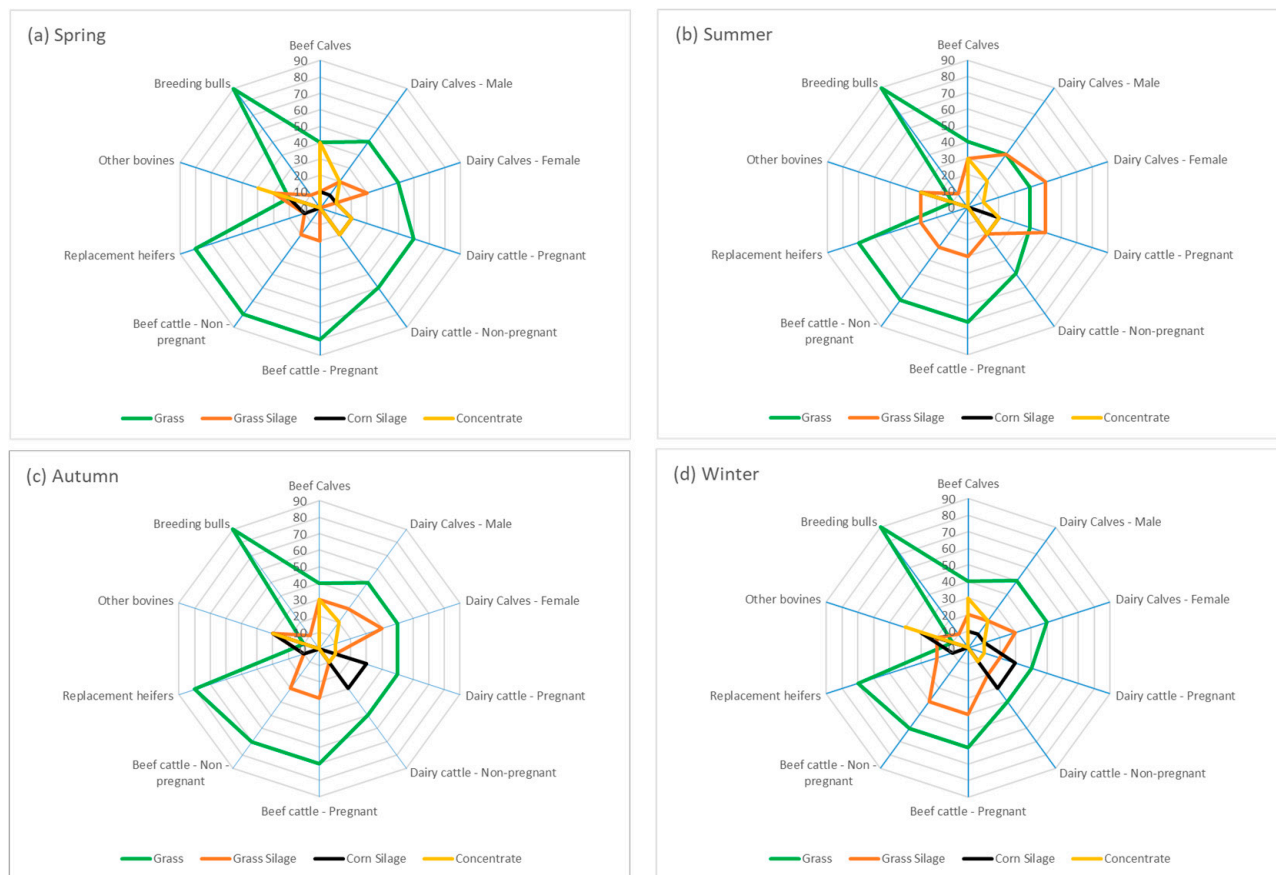 (a) Spring
Beef Calves
90
80
70
60
50
40
30
20
10
0
Dairy Calves - Male
Dairy Calves - Female
Dairy cattle - Pregnant
Dairy cattle - Non-pregnant
Beef cattle - Pregnant
Beef cattle - Non -
pregnant
Replacement heifers
Other bovines
Breeding bulls
Grass Grass Silage Corn Silage Concentrate
(b) Summer
Beef Calves
90
80
70
60
50
40
30
20
10
0
Dairy Calves - Male
Dairy Calves - Female
Dairy cattle - Pregnant
Dairy cattle - Non-pregnant
Beef cattle - Pregnant
Beef cattle - Non -
pregnant
Replacement heifers
Other bovines
Breeding bulls
Grass Grass Silage Corn Silage Concentrate
(c) Autumn
Beef Calves
90
80
70
60
50
40
30
20
10
0
Dairy Calves - Male
Dairy Calves - Female
Dairy cattle - Pregnant
Dairy cattle - Non-pregnant
Beef cattle - Pregnant
Beef cattle - Non -
pregnant
Replacement heifers
Other bovines
Breeding bulls
Grass Grass Silage Corn Silage Concentrate
(d) Winter
Beef Calves
90
80
70
60
50
40
30
20
10
0
Dairy Calves - Male
Dairy Calves - Female
Dairy cattle - Pregnant
Dairy cattle - Non-pregnant
Beef cattle - Pregnant
Beef cattle - Non -
pregnant
Replacement heifers
Other bovines
Breeding bulls
Grass Grass Silage Corn Silage Concentrate